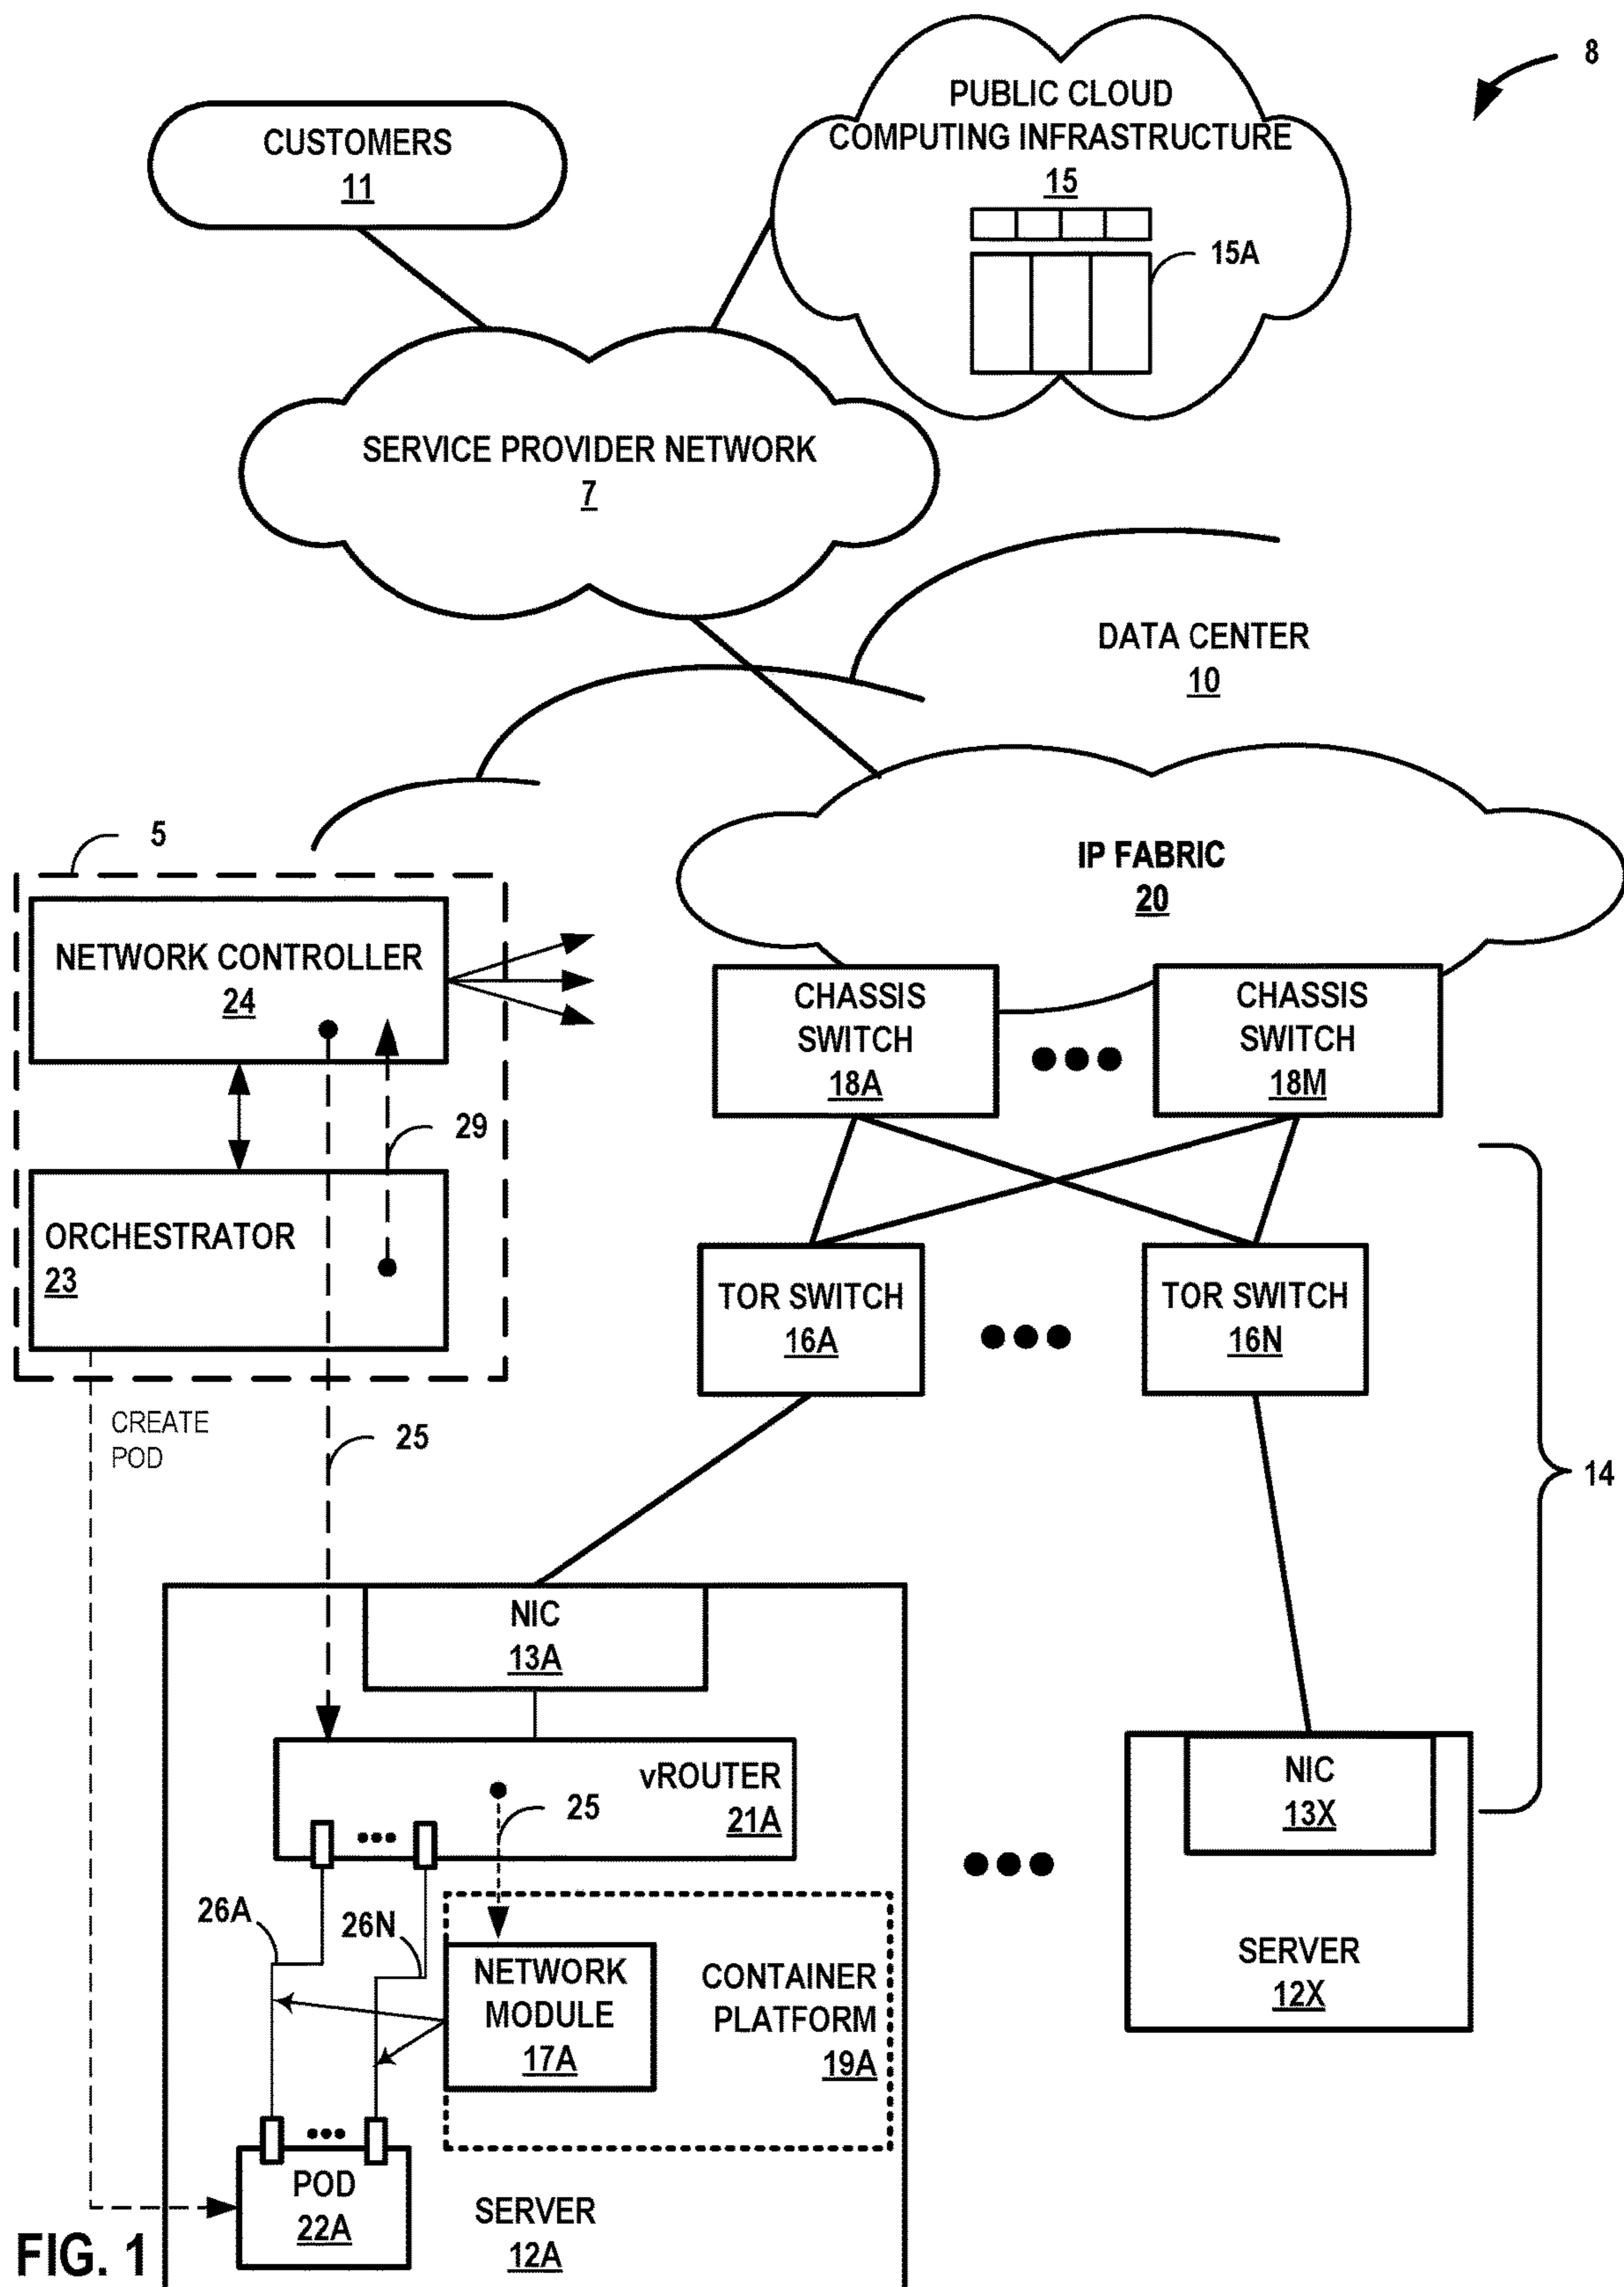 8
PUBLIC CLOUD
COMPUTING INFRASTRUCTURE
15
15A
CUSTOMERS
11
SERVICE PROVIDER NETWORK
7
DATA CENTER
10
IP FABRIC
20
5
NETWORK CONTROLLER
24
CHASSIS
SWITCH
18A
CHASSIS
SWITCH
18M
29
ORCHESTRATOR
23
TOR SWITCH
16A
TOR SWITCH
16N
CREATE
POD
25
14
NIC
13A
vROUTER
21A
25
NIC
13X
26A
26N
NETWORK
MODULE
17A
CONTAINER
PLATFORM
19A
SERVER
12X
POD
22A
SERVER
12A
FIG. 1